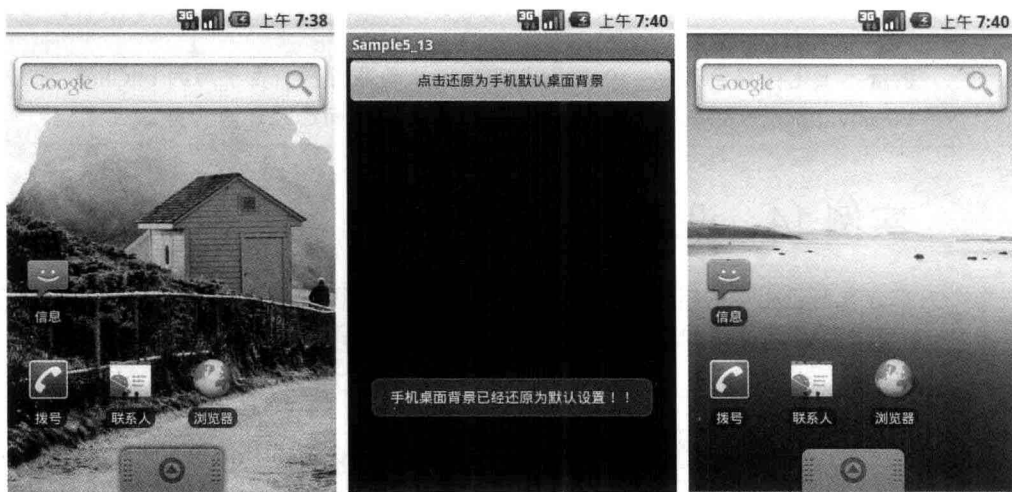 3G
上午 7:38
Google
信息
拨号
联系人
浏览器
3G
上午 7:40
Sample5_13
点击还原为手机默认桌面背景
手机桌面背景已经还原为默认设置！！
3G
上午 7:40
Google
信息
拨号
联系人
浏览器